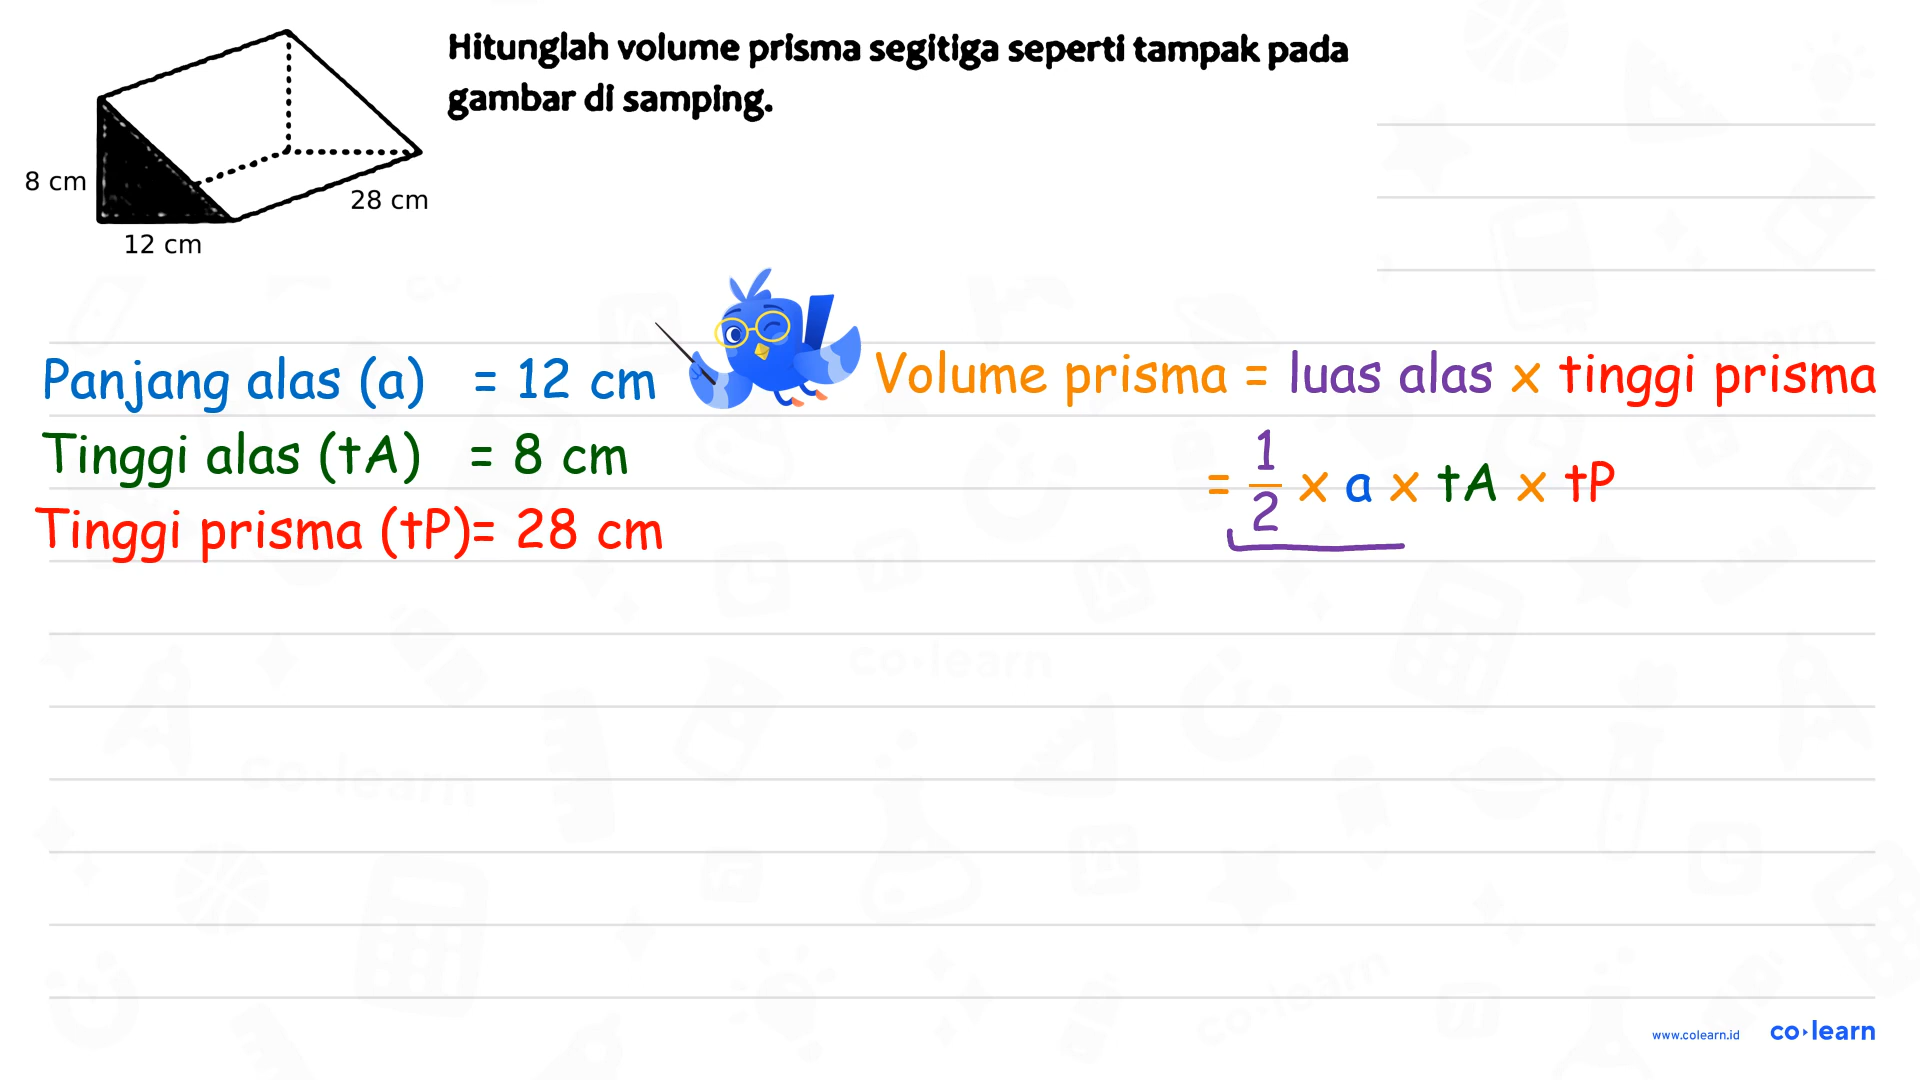 Hitunglah volume prisma segitiga seperti tampak pada
gambar di samping.
8 cm
28 cm
12 cm
Panjang alas (a) = 12 cm
Tinggi alas (tA) = 8 cm
Tinggi prisma (tP)= 28 cm
Volume prisma = luas alas x tinggi prisma
= 1/2 x a x tA x tP
www.colearn.id
co·learn